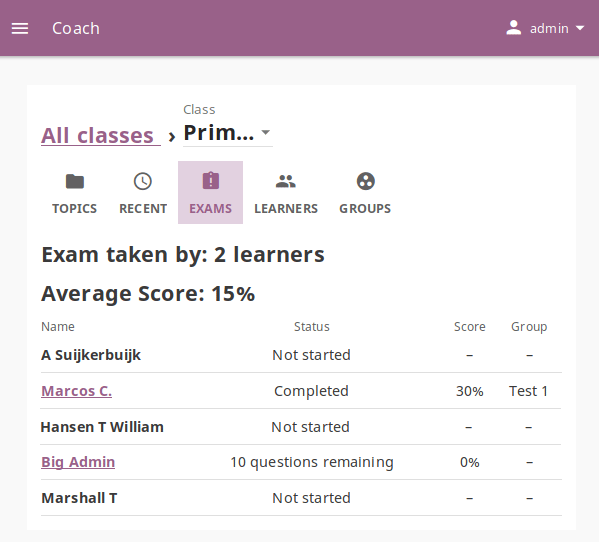 Coach admin
Class
All classes › Prim...
TOPICS RECENT EXAMS LEARNERS GROUPS
Exam taken by: 2 learners
Average Score: 15%
Name Status Score Group
A Suijkerbuijk Not started – –
Marcos C. Completed 30% Test 1
Hansen T William Not started – –
Big Admin 10 questions remaining 0% –
Marshall T Not started – –